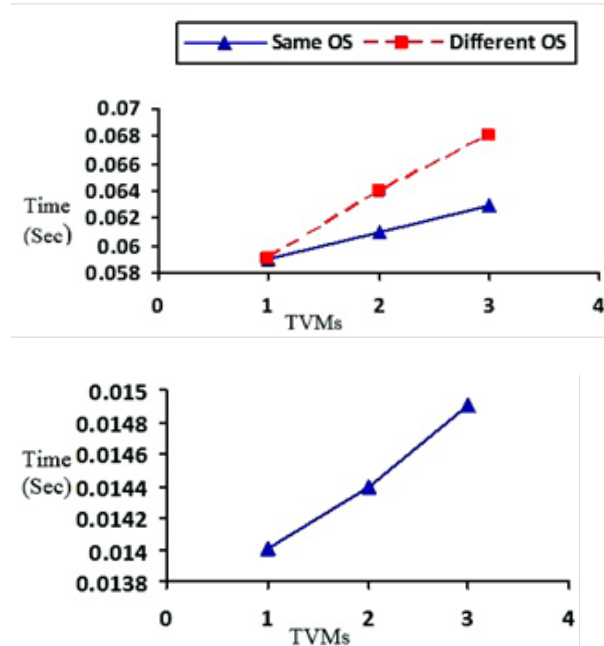 Same OS Different OS
0.07
0.068
0.066
0.064
0.062
0.06
0.058
Time
(Sec)
0 1 2 3 4
TVMs
0.015
0.0148
0.0146
0.0144
0.0142
0.014
0.0138
Time
(Sec)
0 1 2 3 4
TVMs